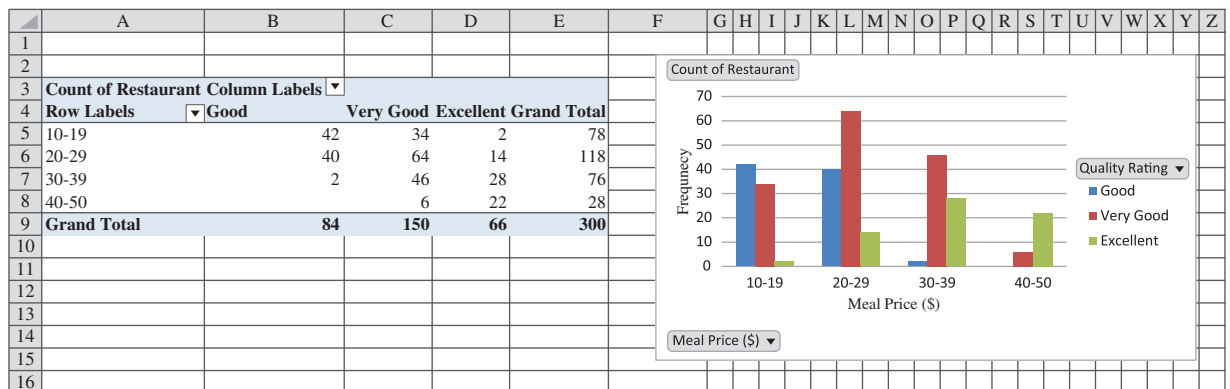 A B C D E F G H I J K L M N O P Q R S T U V W X Y Z
1
2
3 Count of Restaurant Column Labels
4 Row Labels Good Very Good Excellent Grand Total
5 10-19 42 34 2 78
6 20-29 40 64 14 118
7 30-39 2 46 28 76
8 40-50 6 22 28
9 Grand Total 84 150 66 300
10
11
12
13
14
15
16
Count of Restaurant
70
60
50
40
30
20
10
0
Frequnecy
10-19 20-29 30-39 40-50
Meal Price ($)
Quality Rating
Good
Very Good
Excellent
Meal Price ($)